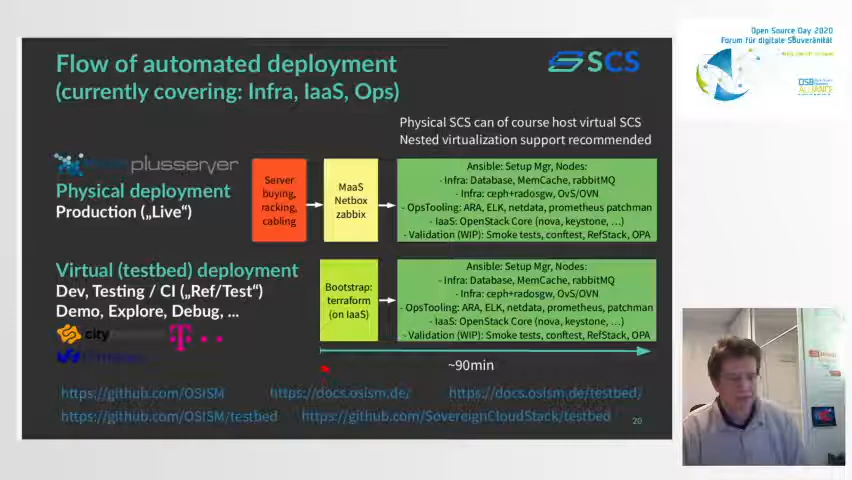 Open Source Day 2020
Forum für digitale Souveränität
Flow of automated deployment
(currently covering: Infra, IaaS, Ops)
SCS
OSB
ALLIANCE
Physical SCS can of course host virtual SCS
Nested virtualization support recommended
plusserver
Physical deployment
Production („Live“)
Server
buying,
racking,
cabling
MaaS
Netbox
zabbix
Ansible: Setup Mgr, Nodes:
- Infra: Database, MemCache, rabbitMQ
- Infra: ceph+radosgw, OvS/OVN
- OpsTooling: ARA, ELK, netdata, prometheus patchman
- IaaS: OpenStack Core (nova, keystone, …)
- Validation (WIP): Smoke tests, conftest, RefStack, OPA
Virtual (testbed) deployment
Dev, Testing / CI („Ref/Test“)
Demo, Explore, Debug, …
city
T
Bootstrap:
terraform
(on IaaS)
Ansible: Setup Mgr, Nodes:
- Infra: Database, MemCache, rabbitMQ
- Infra: ceph+radosgw, OvS/OVN
- OpsTooling: ARA, ELK, netdata, prometheus, patchman
- IaaS: OpenStack Core (nova, keystone, …)
- Validation (WIP): Smoke tests, conftest, RefStack, OPA
~90min
https://github.com/OSISM
https://docs.osism.de/
https://docs.osism.de/testbed/
https://github.com/OSISM/testbed
https://github.com/SovereignCloudStack/testbed
20